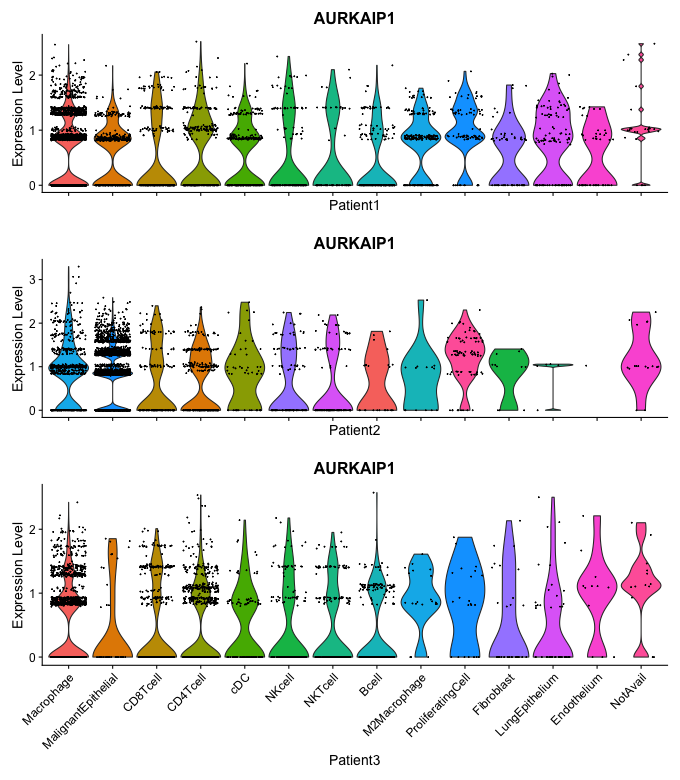 AURKAIP1
Expression Level
2
1
0
Patient1
AURKAIP1
Expression Level
3
2
1
0
Patient2
AURKAIP1
Expression Level
2
1
0
Macrophage
MalignantEpithelial
CD8Tcell
CD4Tcell
cDC
NKcell
NKTcell
Bcell
M2Macrophage
ProliferatingCell
Fibroblast
LungEpithelium
Endothelium
NotAvail
Patient3